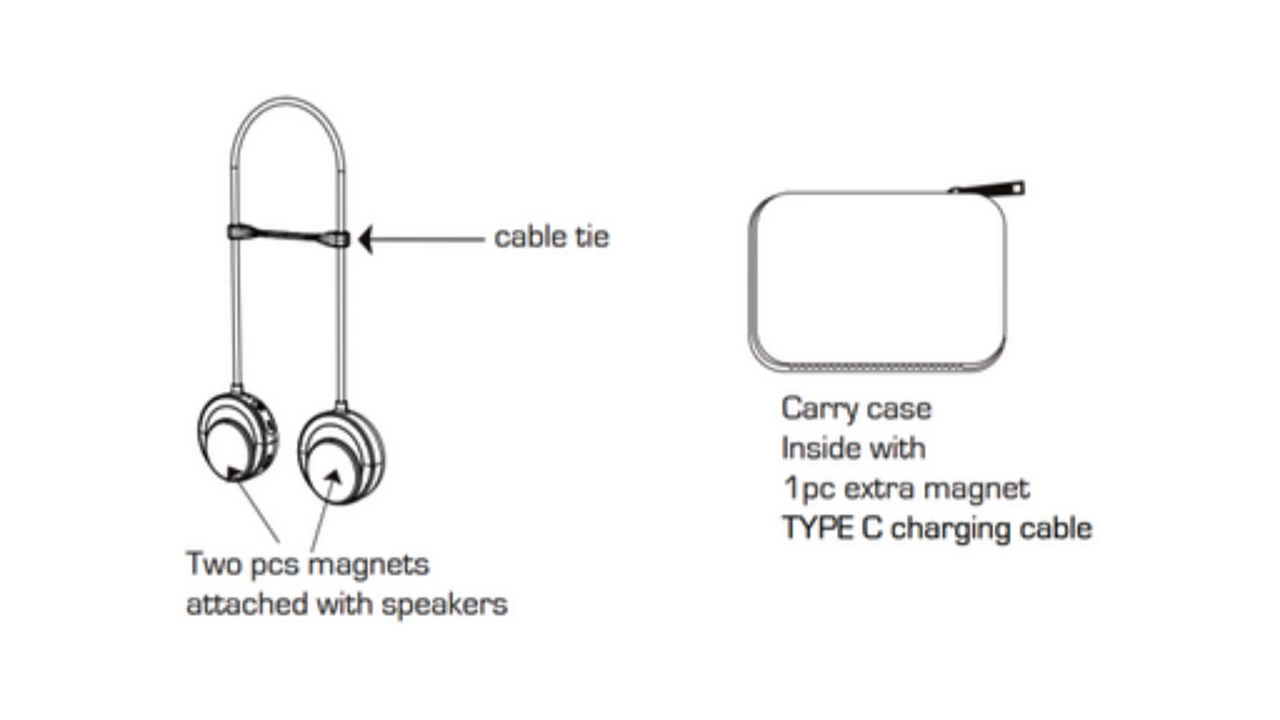 cable tie
Two pcs magnets
attached with speakers
Carry case
Inside with
1pc extra magnet
TYPE C charging cable